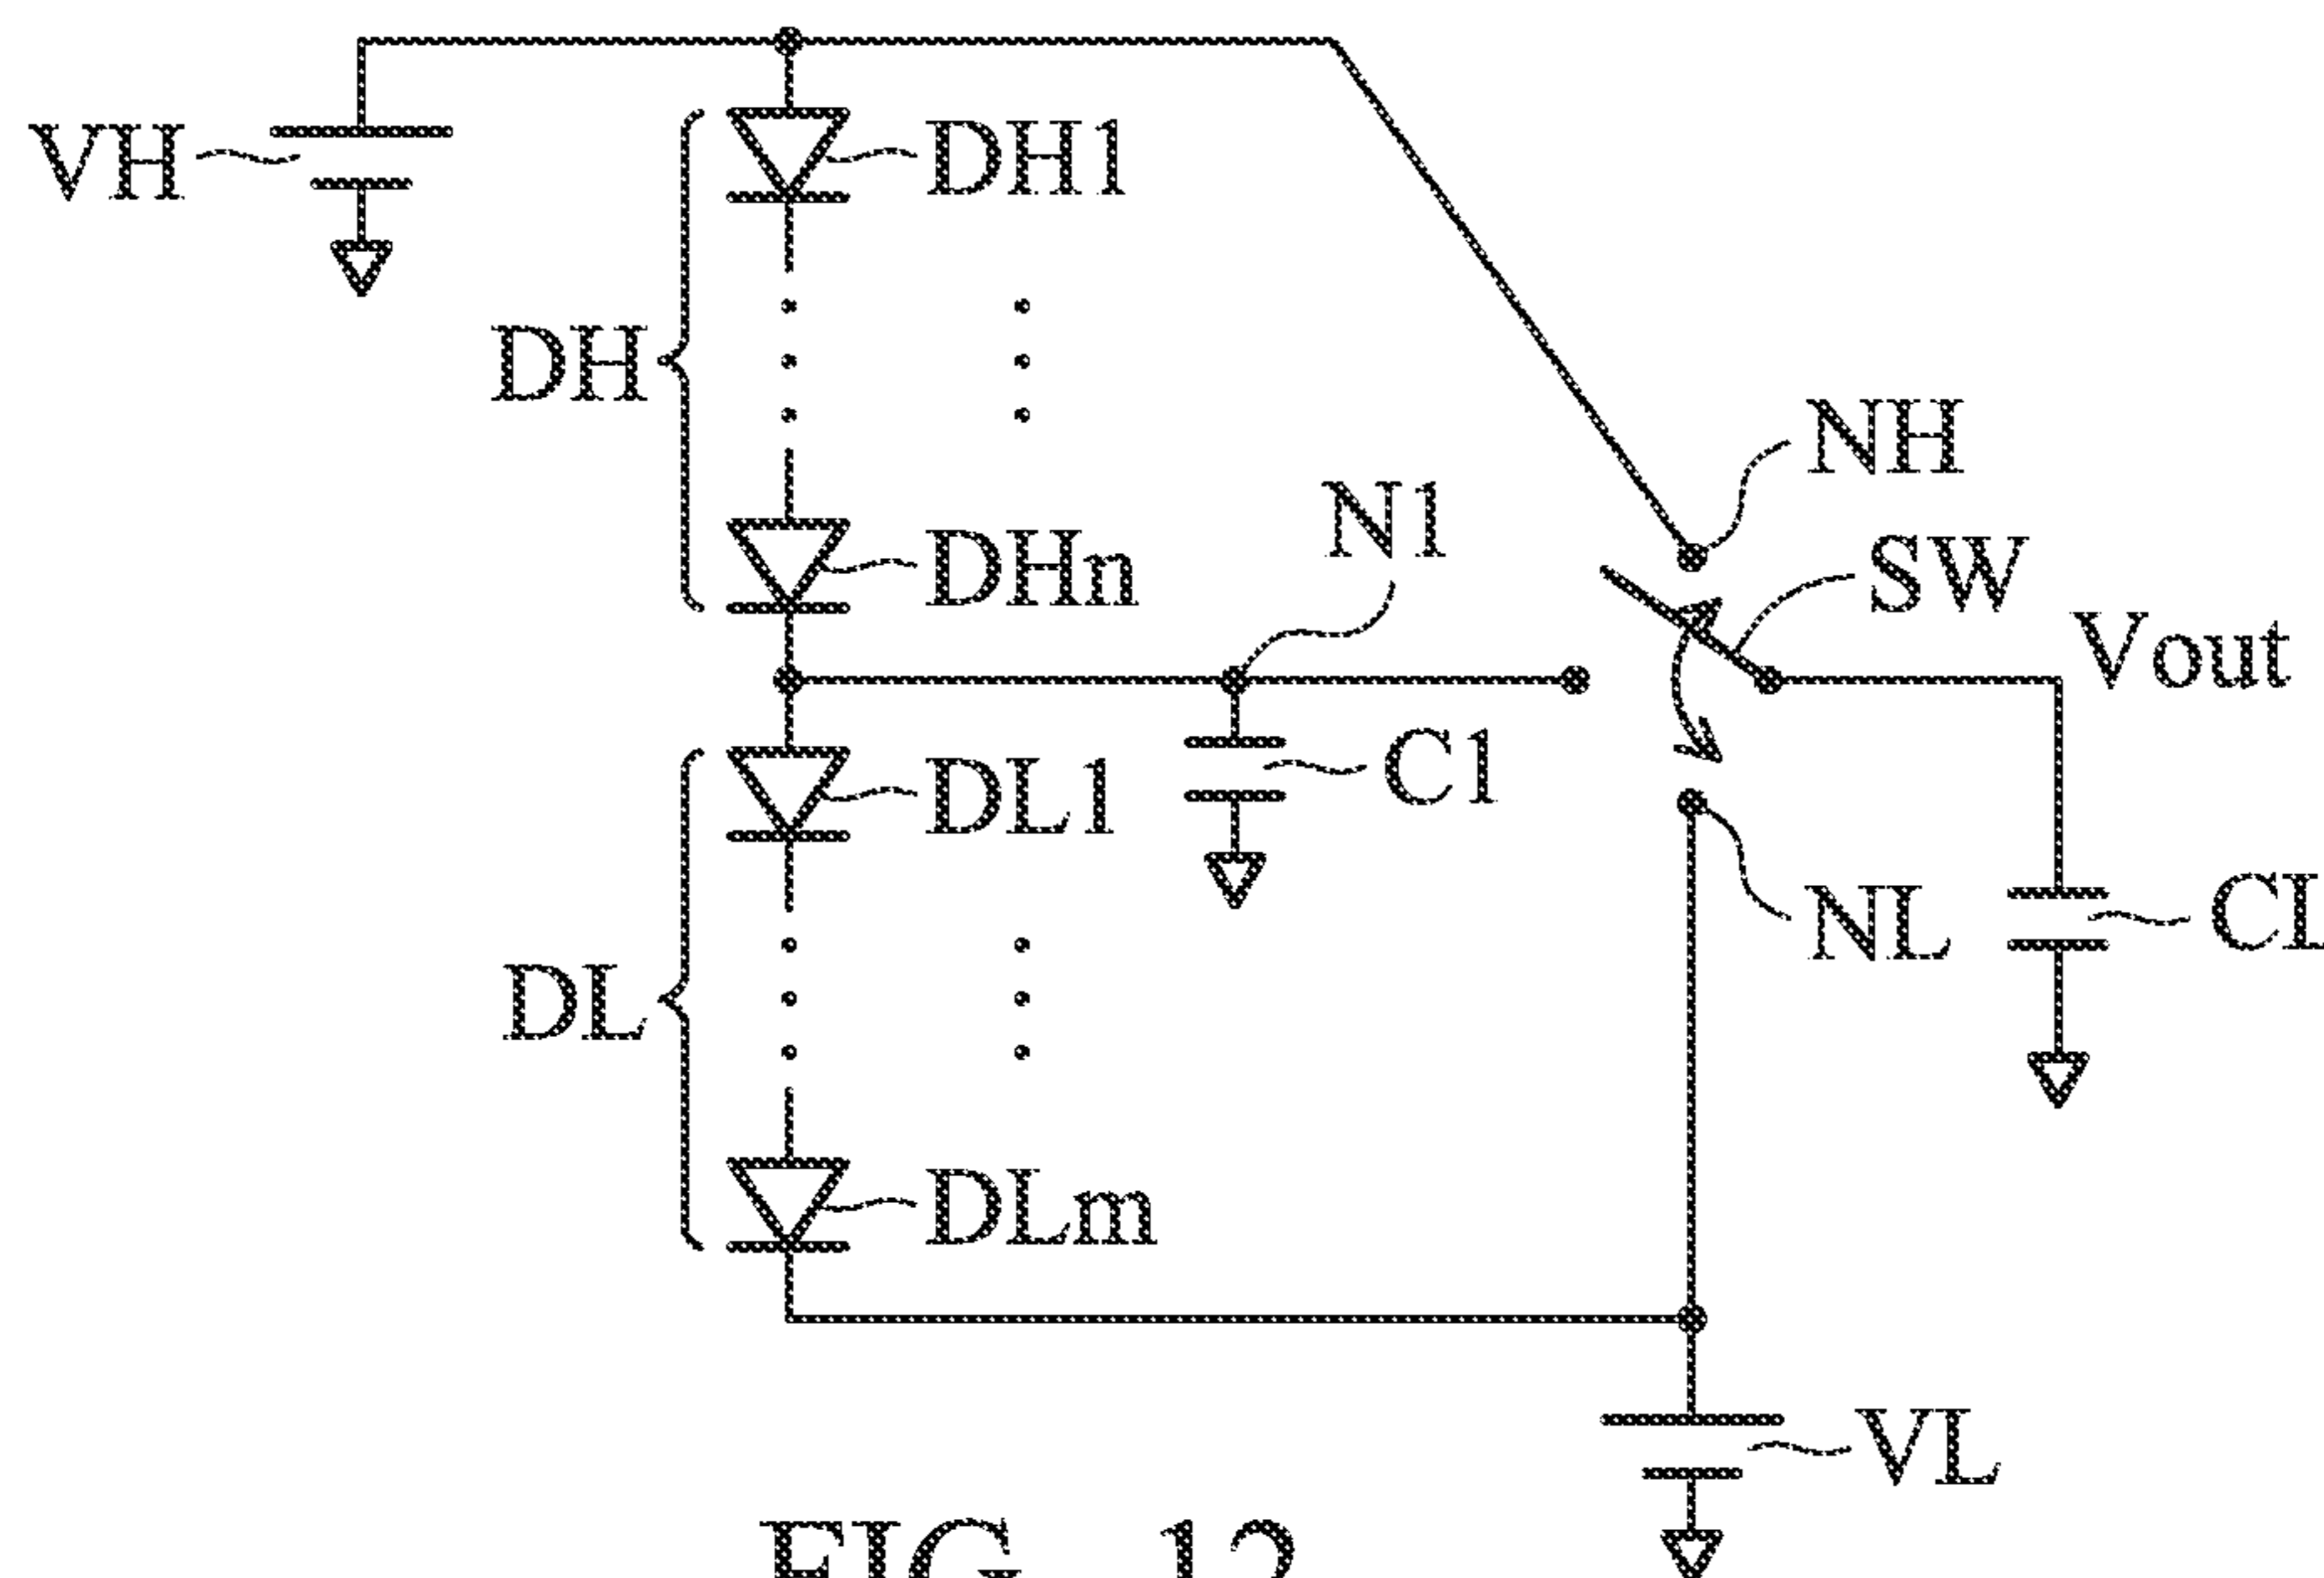 VH
DH1
DH
DHn
N1
NH
SW
Vout
DL1
C1
NL
CL
DL
DLm
VL
FIG. 12